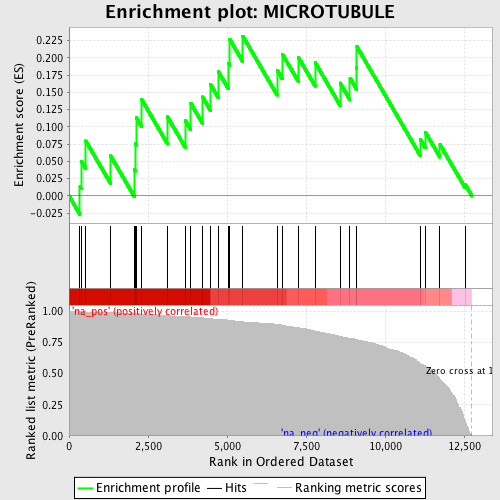 Enrichment plot: MICROTUBULE
Enrichment score (ES)
0.225
0.200
0.175
0.150
0.125
0.100
0.075
0.050
0.025
0.000
-0.025
'na_pos' (positively correlated)
Ranked list metric (PreRanked)
1.00
0.75
0.50
0.25
0.00
Zero cross at 1
'na_neg' (negatively correlated)
0
2,500
5,000
7,500
10,000
12,500
Rank in Ordered Dataset
Enrichment profile
Hits
Ranking metric scores